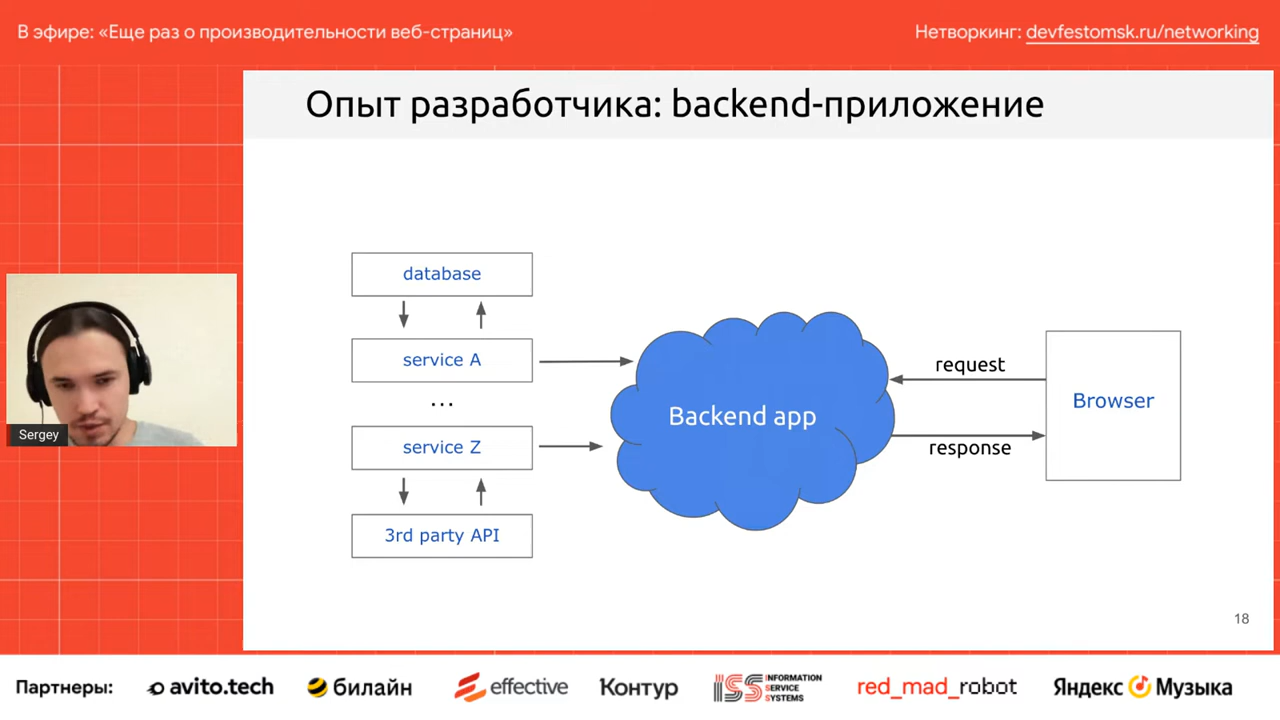 В эфире: «Еще раз о производительности веб-страниц»
Нетворкинг: devfestomsk.ru/networking
Опыт разработчика: backend-приложение
database
service A
...
service Z
3rd party API
Backend app
request
response
Browser
Sergey
18
Партнеры: avito.tech билайн effective Контур ISS INFORMATION SERVICE SYSTEMS red_mad_robot Яндекс Музыка